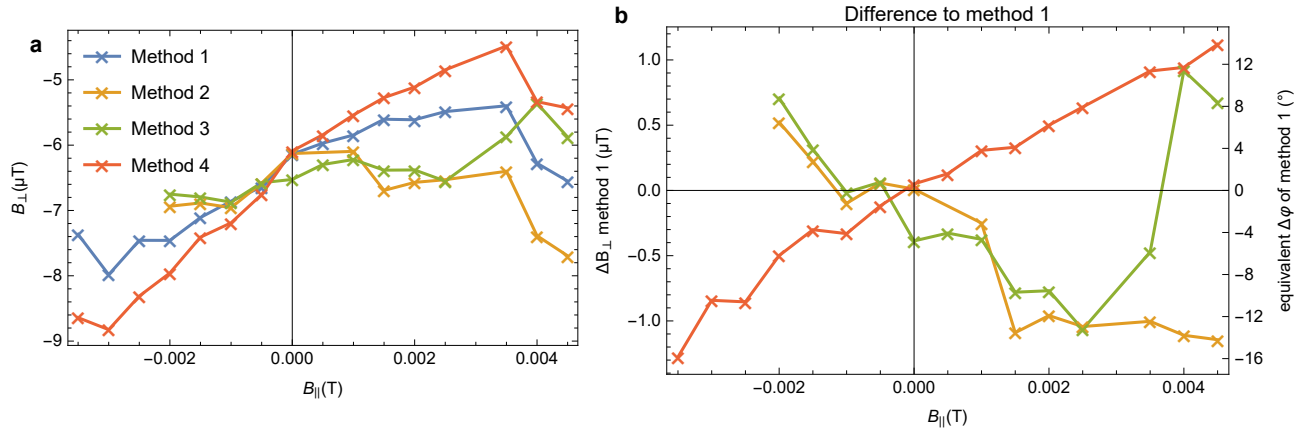 a
Method 1
Method 2
Method 3
Method 4
B⊥(μT)
−5
−6
−7
−8
−9
−0.002
0.000
0.002
0.004
B||(T)
b
Difference to method 1
ΔB⊥ method 1 (μT)
1.0
0.5
0.0
−0.5
−1.0
−0.002
0.000
0.002
0.004
B||(T)
12
8
4
0
−4
−8
−12
−16
equivalent Δφ of method 1 (°)